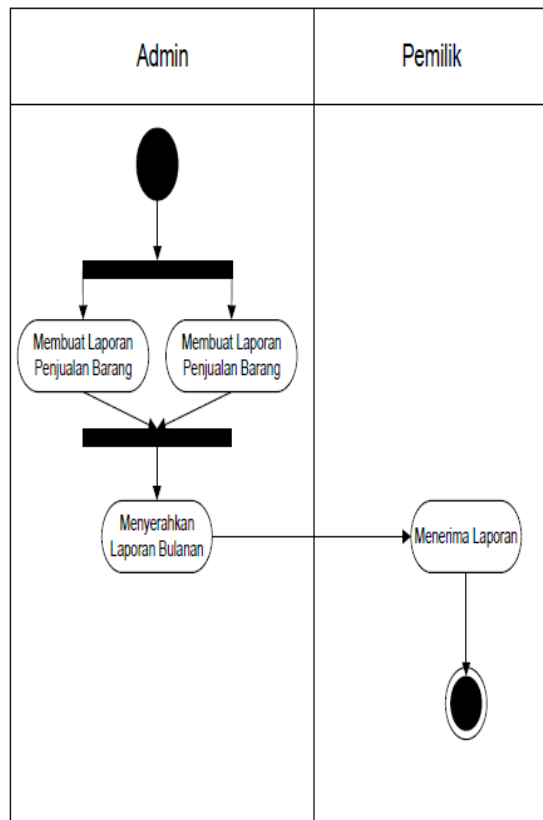 Admin
Pemilik
Membuat Laporan
Penjualan Barang
Membuat Laporan
Penjualan Barang
Menyerahkan
Laporan Bulanan
Menerima Laporan